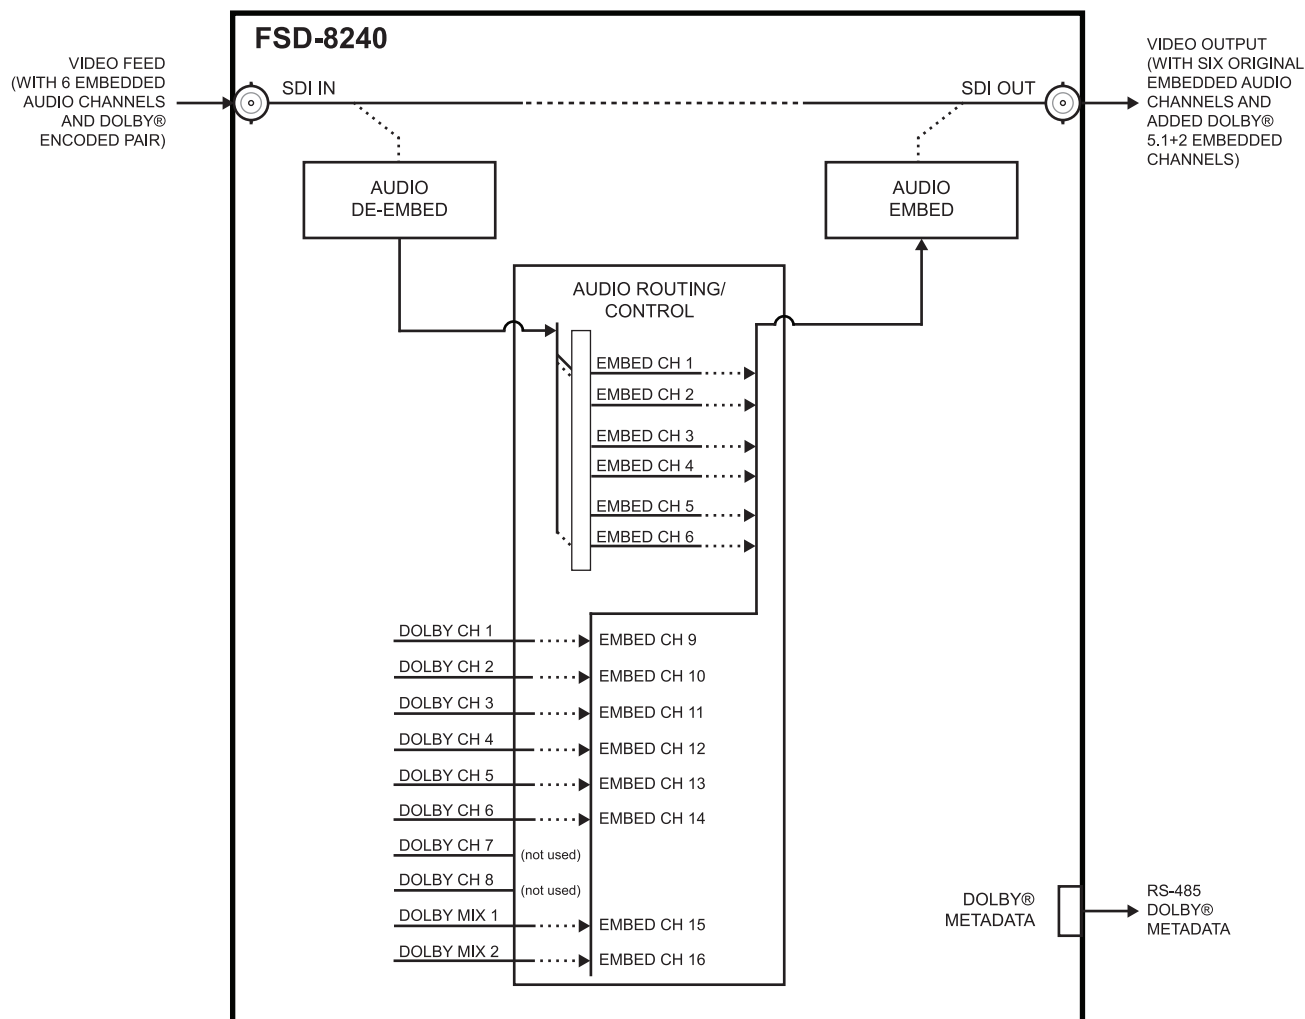 FSD-8240
VIDEO FEED
(WITH 6 EMBEDDED
AUDIO CHANNELS
AND DOLBY®
ENCODED PAIR)
SDI IN
SDI OUT
VIDEO OUTPUT
(WITH SIX ORIGINAL
EMBEDDED AUDIO
CHANNELS AND
ADDED DOLBY®
5.1+2 EMBEDDED
CHANNELS)
AUDIO
DE-EMBED
AUDIO
EMBED
AUDIO ROUTING/
CONTROL
EMBED CH 1
EMBED CH 2
EMBED CH 3
EMBED CH 4
EMBED CH 5
EMBED CH 6
DOLBY CH 1
EMBED CH 9
DOLBY CH 2
EMBED CH 10
DOLBY CH 3
EMBED CH 11
DOLBY CH 4
EMBED CH 12
DOLBY CH 5
EMBED CH 13
DOLBY CH 6
EMBED CH 14
DOLBY CH 7
(not used)
DOLBY CH 8
(not used)
DOLBY MIX 1
EMBED CH 15
DOLBY MIX 2
EMBED CH 16
DOLBY®
METADATA
RS-485
DOLBY®
METADATA